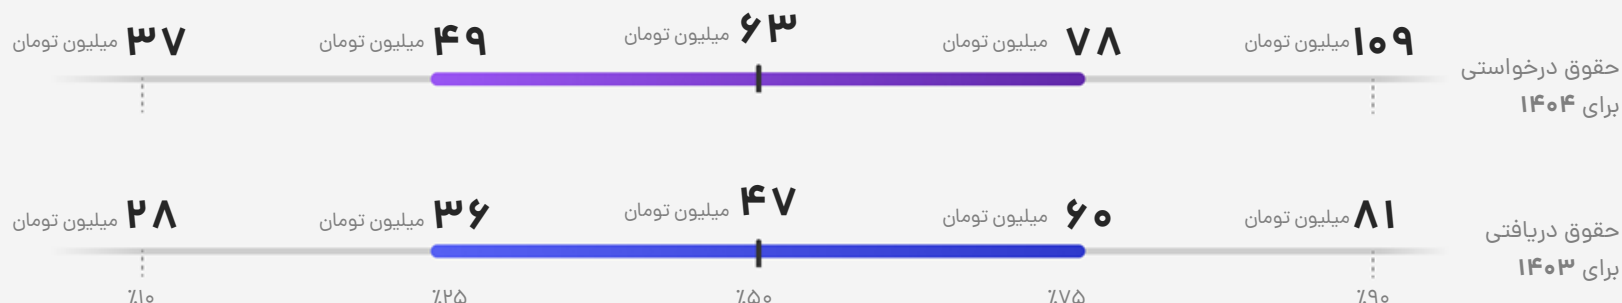 حقوق درخواستی
برای ۱۴۰۴
۱۰۹ میلیون تومان
۷۸ میلیون تومان
۶۳ میلیون تومان
۴۹ میلیون تومان
۳۷ میلیون تومان
حقوق دریافتی
برای ۱۴۰۳
۸۱ میلیون تومان
۶۰ میلیون تومان
۴۷ میلیون تومان
۳۶ میلیون تومان
۲۸ میلیون تومان
٪۹۰
٪۷۵
٪۵۰
٪۲۵
٪۱۰